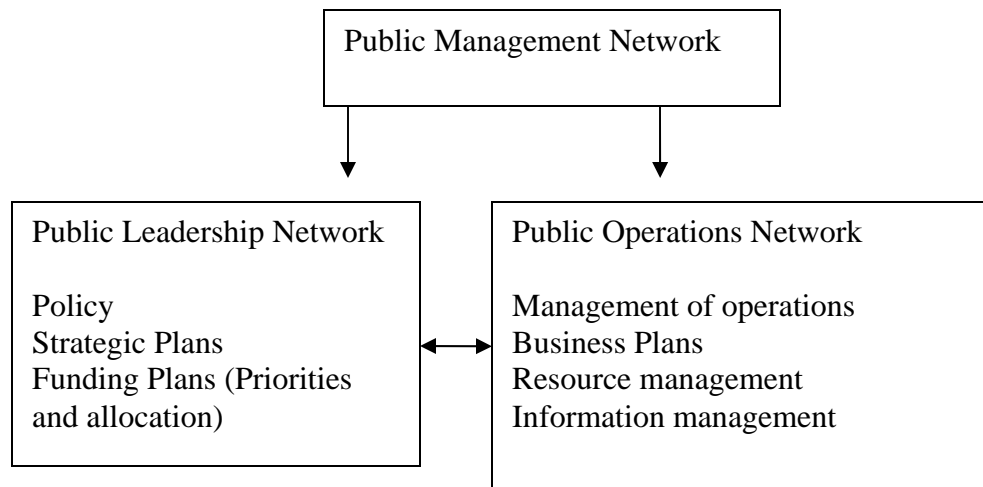 Public Management Network
Public Leadership Network
Policy
Strategic Plans
Funding Plans (Priorities
and allocation)
Public Operations Network
Management of operations
Business Plans
Resource management
Information management